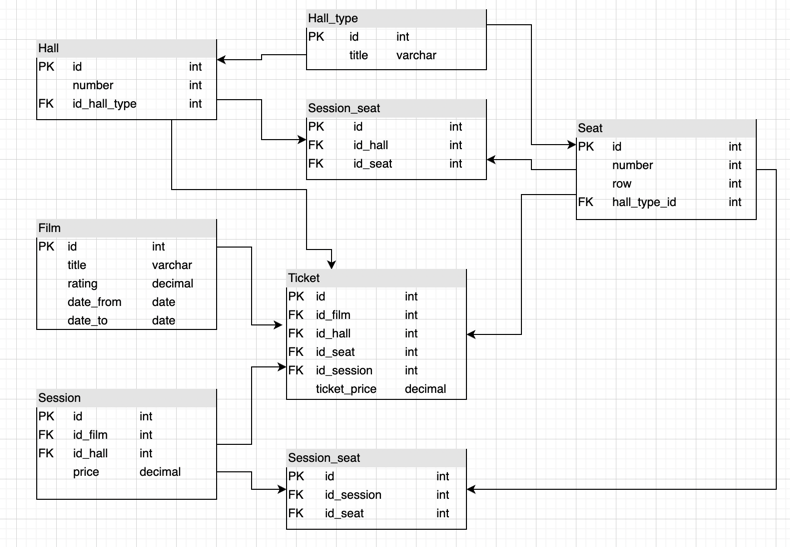 Hall_type
PK id int
title varchar
Hall
PK id int
number int
FK id_hall_type int
Session_seat
PK id int
FK id_hall int
FK id_seat int
Seat
PK id int
number int
row int
FK hall_type_id int
Film
PK id int
title varchar
rating decimal
date_from date
date_to date
Ticket
PK id int
FK id_film int
FK id_hall int
FK id_seat int
FK id_session int
ticket_price decimal
Session
PK id int
FK id_film int
FK id_hall int
price decimal
Session_seat
PK id int
FK id_session int
FK id_seat int